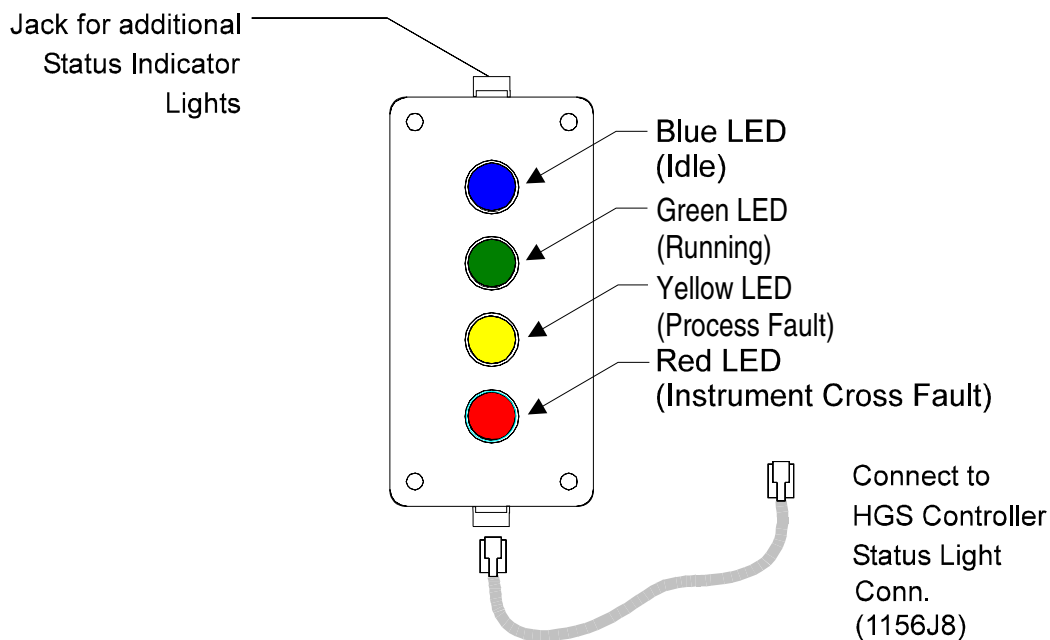 Jack for additional
Status Indicator
Lights
Blue LED
(Idle)
Green LED
(Running)
Yellow LED
(Process Fault)
Red LED
(Instrument Cross Fault)
Connect to
HGS Controller
Status Light
Conn.
(1156J8)